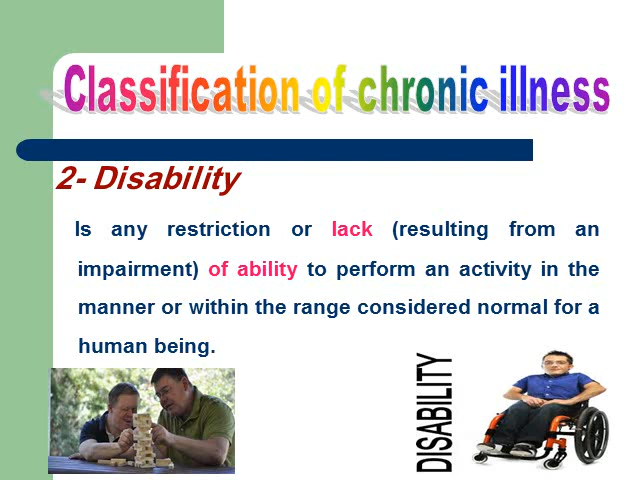 Classification of chronic illness
2- Disability
Is any restriction or lack (resulting from an
impairment) of ability to perform an activity in the
manner or within the range considered normal for a
human being.
DISABILITY